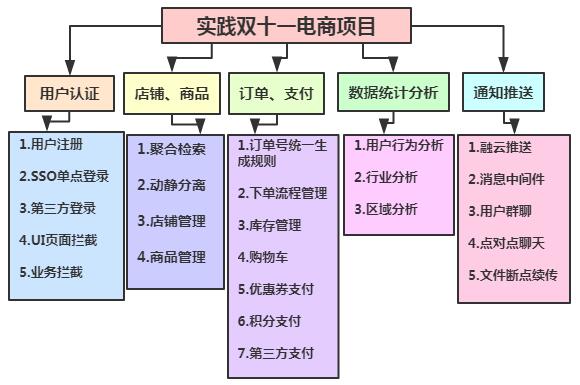 实践双十一电商项目
用户认证
1.用户注册
2.SSO单点登录
3.第三方登录
4.UI页面拦截
5.业务拦截
店铺、商品
1.聚合检索
2.动静分离
3.店铺管理
4.商品管理
订单、支付
1.订单号统一生
成规则
2.下单流程管理
3.库存管理
4.购物车
5.优惠券支付
6.积分支付
7.第三方支付
数据统计分析
1.用户行为分析
2.行业分析
3.区域分析
通知推送
1.融云推送
2.消息中间件
3.用户群聊
4.点对点聊天
5.文件断点续传